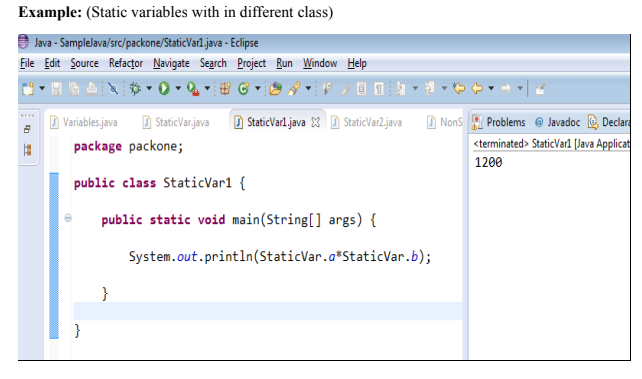 Example: (Static variables with in different class)
Java - SampleJava/src/packone/StaticVar1.java - Eclipse
File Edit Source Refactor Navigate Search Project Run Window Help
Variables.java StaticVar.java StaticVar1.java StaticVar2.java NonS Problems @ Javadoc Declara
<terminated> StaticVar1 [Java Applicat
1200
package packone;
public class StaticVar1 {
public static void main(String[] args) {
System.out.println(StaticVar.a*StaticVar.b);
}
}